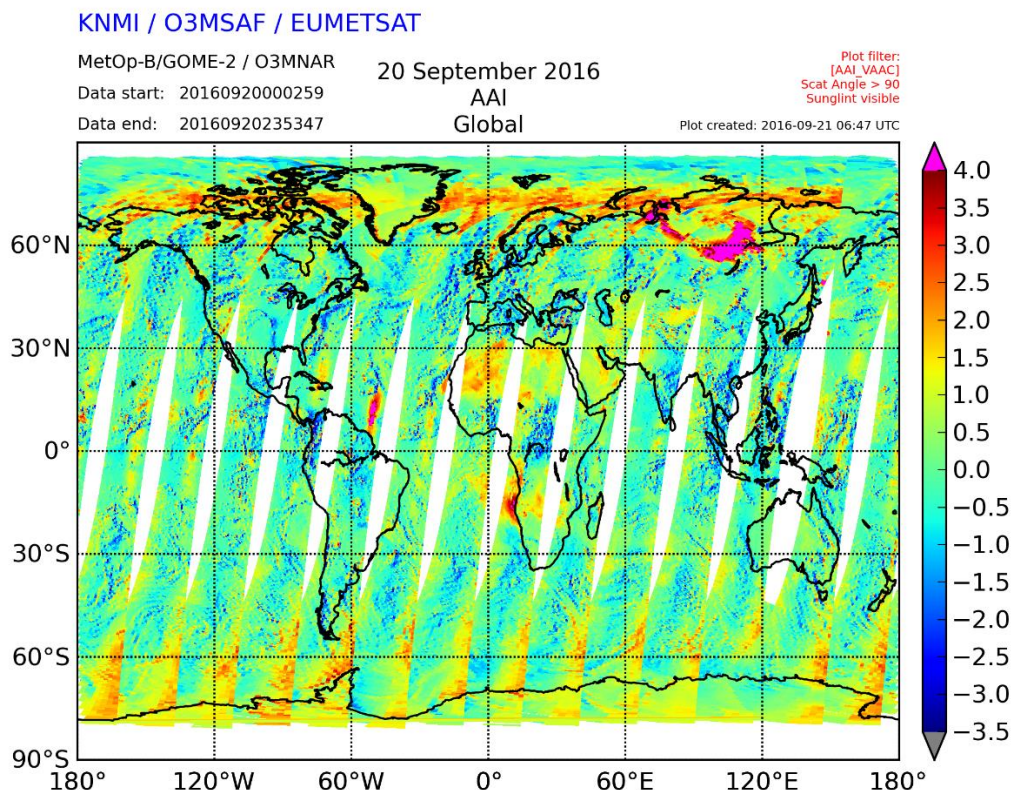 KNMI / O3MSAF / EUMETSAT
MetOp-B/GOME-2 / O3MNAR
Data start: 20160920000259
Data end: 20160920235347
20 September 2016
AAI
Global
Plot filter:
[AAI_VAAC]
Scat Angle > 90
Sunglint visible
Plot created: 2016-09-21 06:47 UTC
60°N
30°N
0°
30°S
60°S
90°S
180°
120°W
60°W
0°
60°E
120°E
180°
4.0
3.5
3.0
2.5
2.0
1.5
1.0
0.5
0.0
−0.5
−1.0
−1.5
−2.0
−2.5
−3.0
−3.5